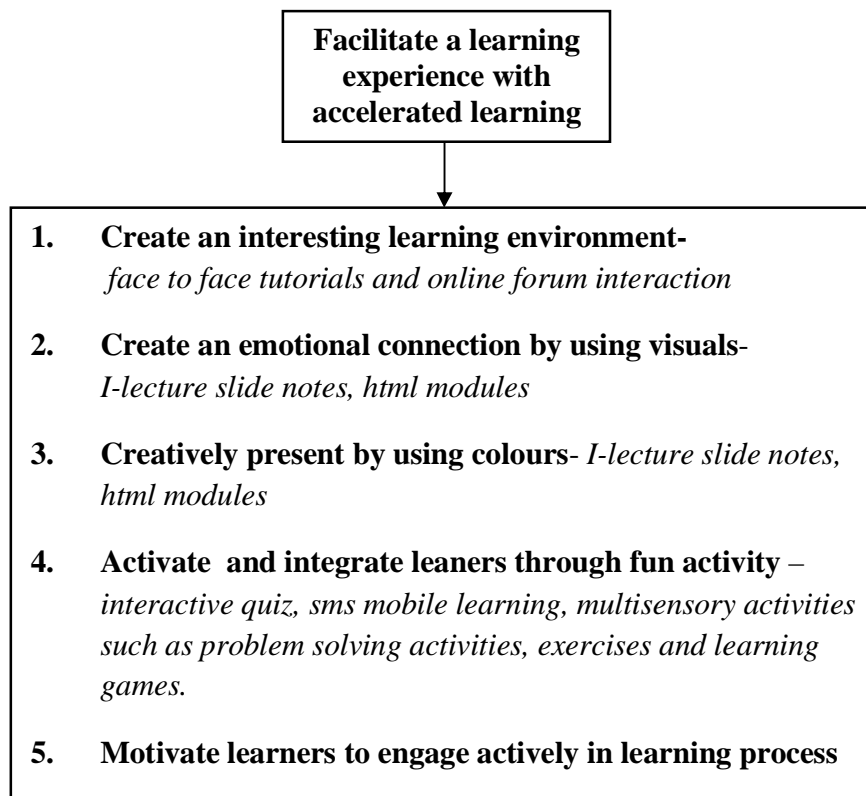 Facilitate a learning
experience with
accelerated learning
1. Create an interesting learning environment-
face to face tutorials and online forum interaction
2. Create an emotional connection by using visuals-
I-lecture slide notes, html modules
3. Creatively present by using colours- I-lecture slide notes,
html modules
4. Activate and integrate leaners through fun activity –
interactive quiz, sms mobile learning, multisensory activities
such as problem solving activities, exercises and learning
games.
5. Motivate learners to engage actively in learning process